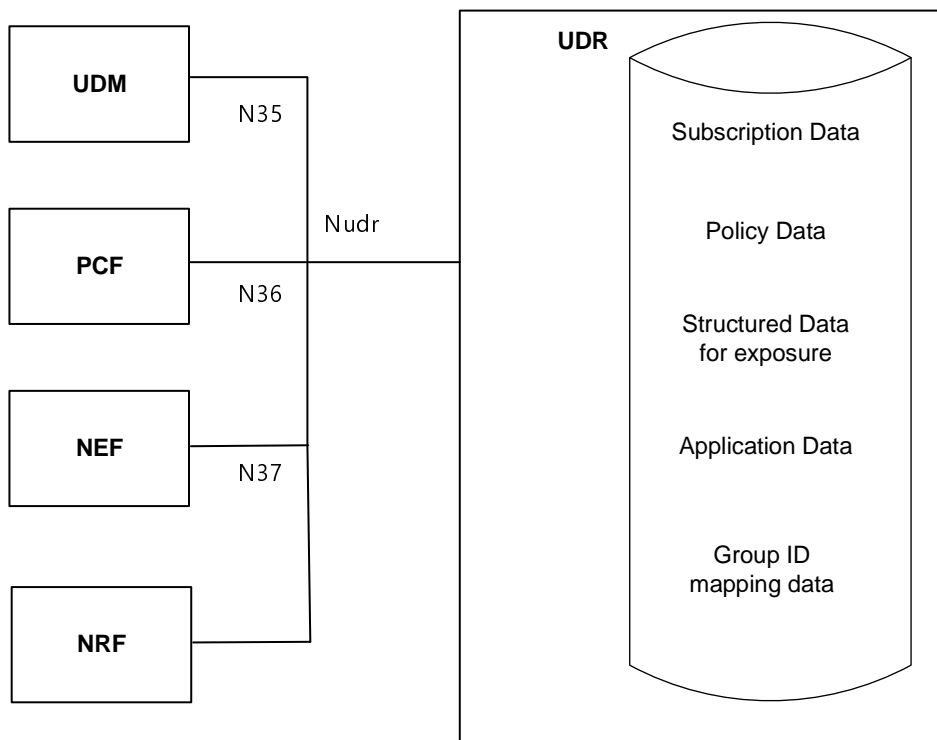 UDM
N35
PCF
N36
NEF
N37
NRF
Nudr
UDR
Subscription Data
Policy Data
Structured Data
for exposure
Application Data
Group ID
mapping data